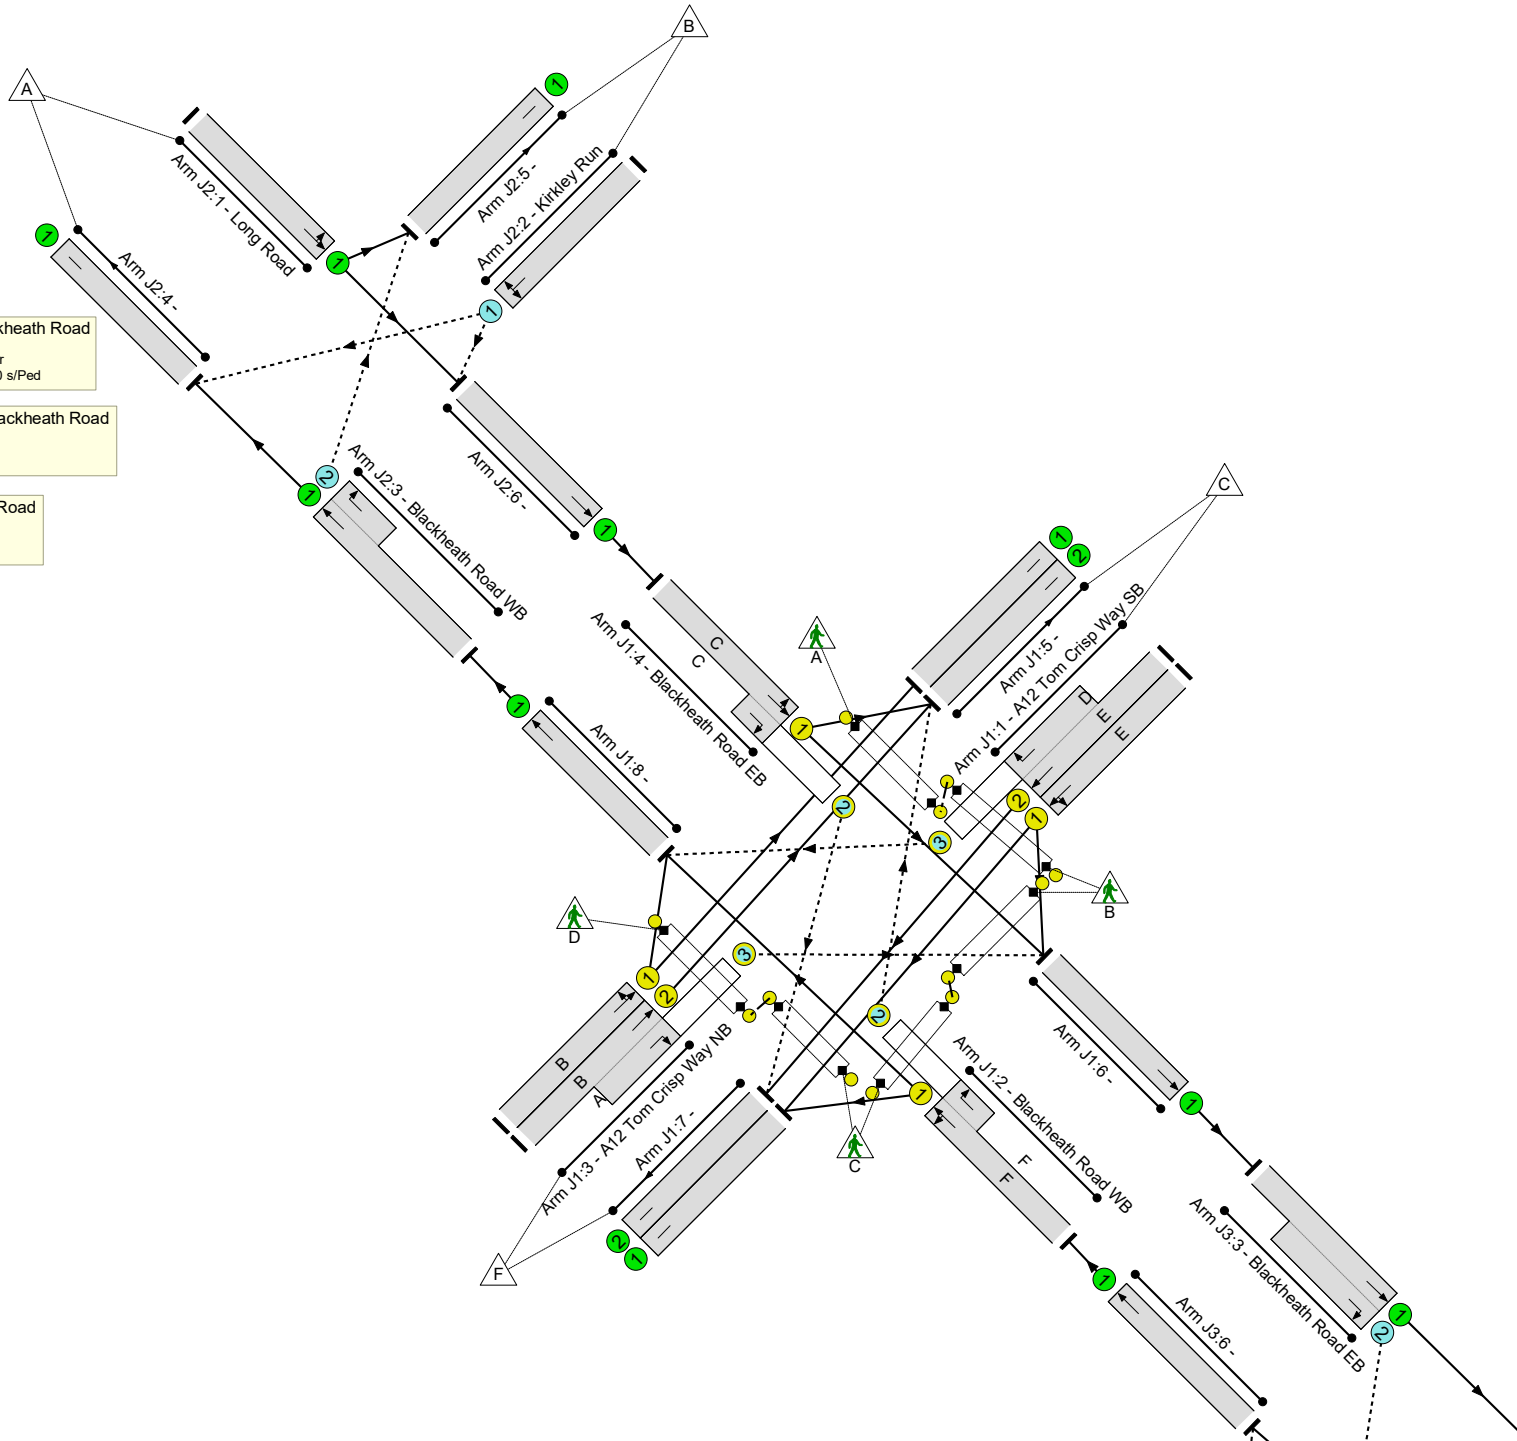 B
A
1
Arm J2:5 -
Arm J2:2 - Kirkley Run
Arm J2:1 - Long Road
1
1
1
Arm J2:4 -
kheath Road
r
0 s/Ped
ackheath Road
Road
2
1
Arm J2:3 - Blackheath Road WB
Arm J2:6 -
1
C
1
2
Arm J1:5 -
Arm J1:1 - A12 Tom Crisp Way SB
C
C
Arm J1:4 - Blackheath Road EB
A
1
Arm J1:8 -
1
D
E
E
2
1
2
3
B
D
3
1
2
B
B
A
Arm J1:3 - A12 Tom Crisp Way NB
2
1
Arm J1:2 - Blackheath Road WB
Arm J1:6 -
1
Arm J1:7 -
C
F
F
2
1
F
1
Arm J3:6 -
Arm J3:3 - Blackheath Road EB
1
2